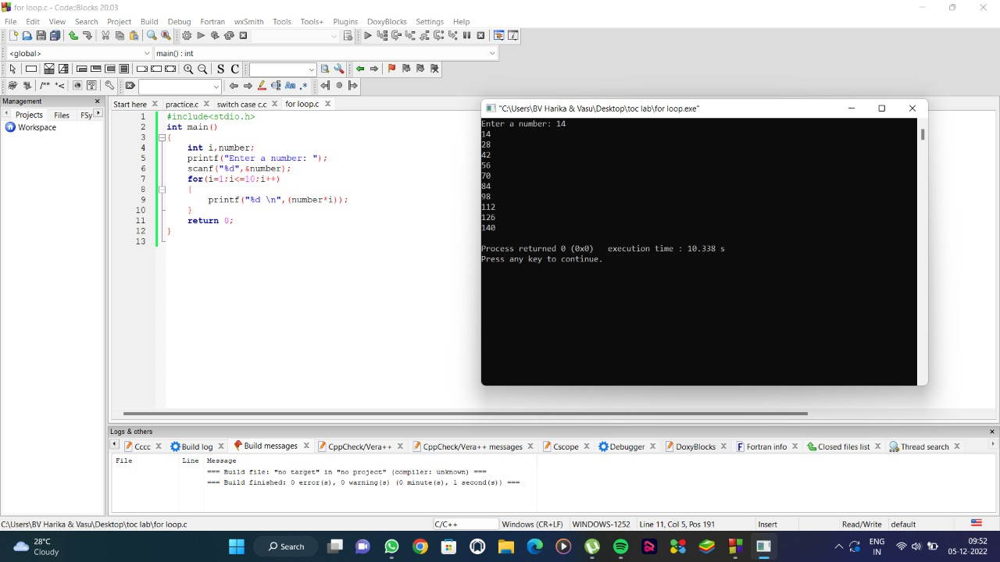 for loop.c - Code::Blocks 20.03
File Edit View Search Project Build Debug Fortran wxSmith Tools Tools+ Plugins DoxyBlocks Settings Help
<global> main() : int
S C
/** *< Aa .*
Management
Projects Files FSy
Workspace
Start here practice.c switch case c.c for loop.c
1 #include<stdio.h>
2 int main()
3 {
4 int i,number;
5 printf("Enter a number: ");
6 scanf("%d",&number);
7 for(i=1;i<=10;i++)
8 {
9 printf("%d \n",(number*i));
10 }
11 return 0;
12 }
13
"C:\Users\BV Harika & Vasu\Desktop\toc lab\for loop.exe"
Enter a number: 14
14
28
42
56
70
84
98
112
126
140
Process returned 0 (0x0) execution time : 10.338 s
Press any key to continue.
Logs & others
Cccc Build log Build messages CppCheck/Vera++ CppCheck/Vera++ messages Cscope Debugger DoxyBlocks Fortran info Closed files list Thread search
File Line Message
=== Build file: "no target" in "no project" (compiler: unknown) ===
=== Build finished: 0 error(s), 0 warning(s) (0 minute(s), 1 second(s)) ===
C:\Users\BV Harika & Vasu\Desktop\toc lab\for loop.c C/C++ Windows (CR+LF) WINDOWS-1252 Line 11, Col 5, Pos 191 Insert Read/Write default
28°C
Cloudy
Search
ENG
IN
09:52
05-12-2022